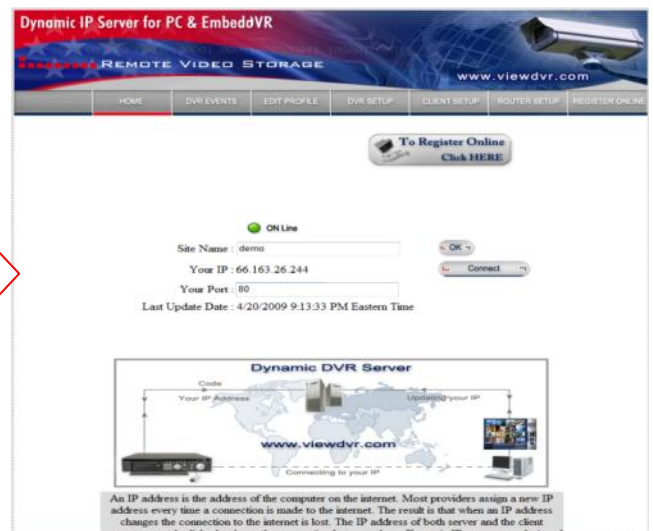 Dynamic IP Server for PC & EmbeddVR
REMOTE VIDEO STORAGE
www.viewdvr.com
HOME DVR EVENTS EDIT PROFILE DVR SETUP CLIENT SETUP ROUTER SETUP REGISTER ONLINE
To Register Online
Click HERE
ON Line
Site Name : demo OK
Your IP : 66.163.26.244 Connect
Your Port : 80
Last Update Date : 4/20/2009 9:13:33 PM Eastern Time
Dynamic DVR Server
Code
Your IP Address Updating your IP
www.viewdvr.com
Connecting to your IP
An IP address is the address of the computer on the internet. Most providers assign a new IP
address every time a connection is made to the internet. The result is that when an IP address
changes the connection to the internet is lost. The IP address of both server and the client